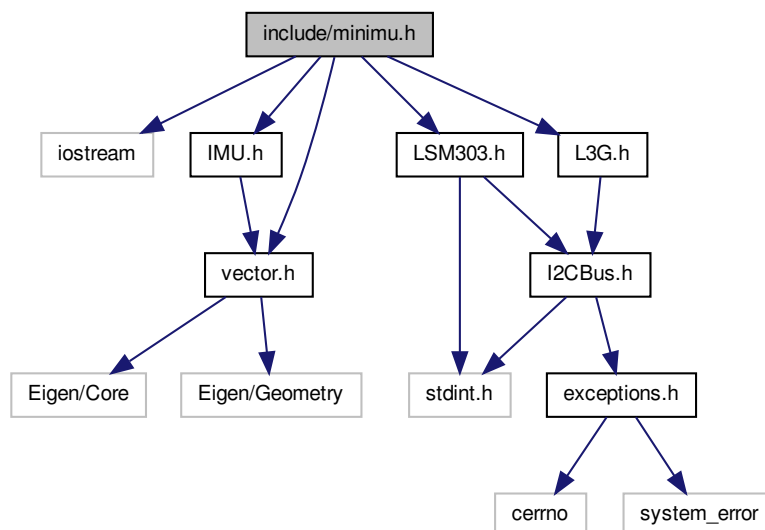 include/minimu.h
iostream
IMU.h
LSM303.h
L3G.h
vector.h
I2CBus.h
Eigen/Core
Eigen/Geometry
stdint.h
exceptions.h
cerrno
system_error